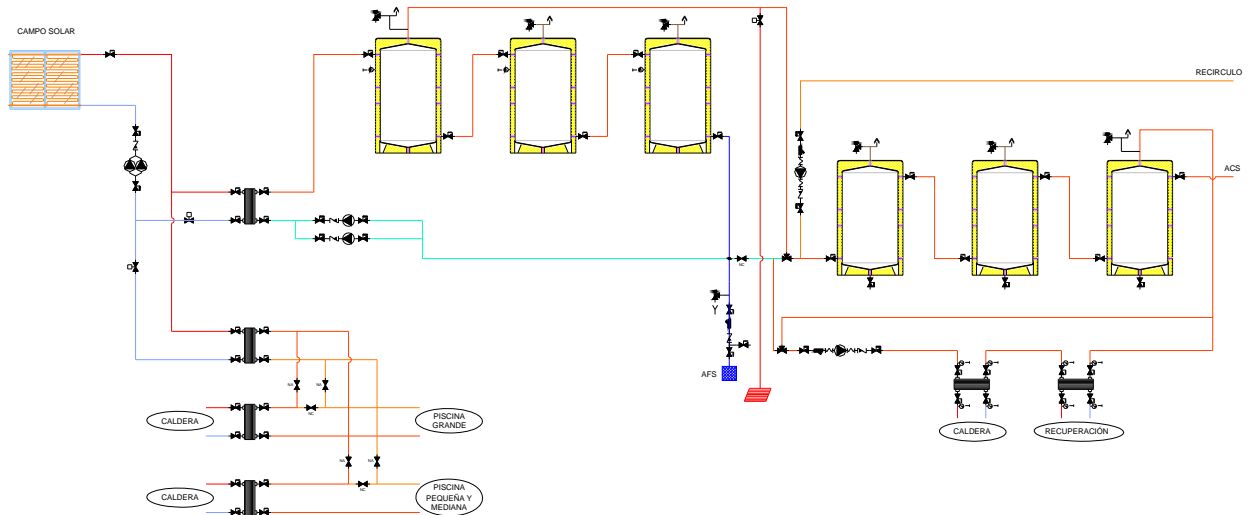 CAMPO SOLAR
RECIRCULO
ACS
T
T
T
NC
Y
AFS
NA
NA
NC
CALDERA
PISCINA
GRANDE
CALDERA
RECUPERACIÓN
NA
NA
NC
CALDERA
PISCINA
PEQUEÑA Y
MEDIANA